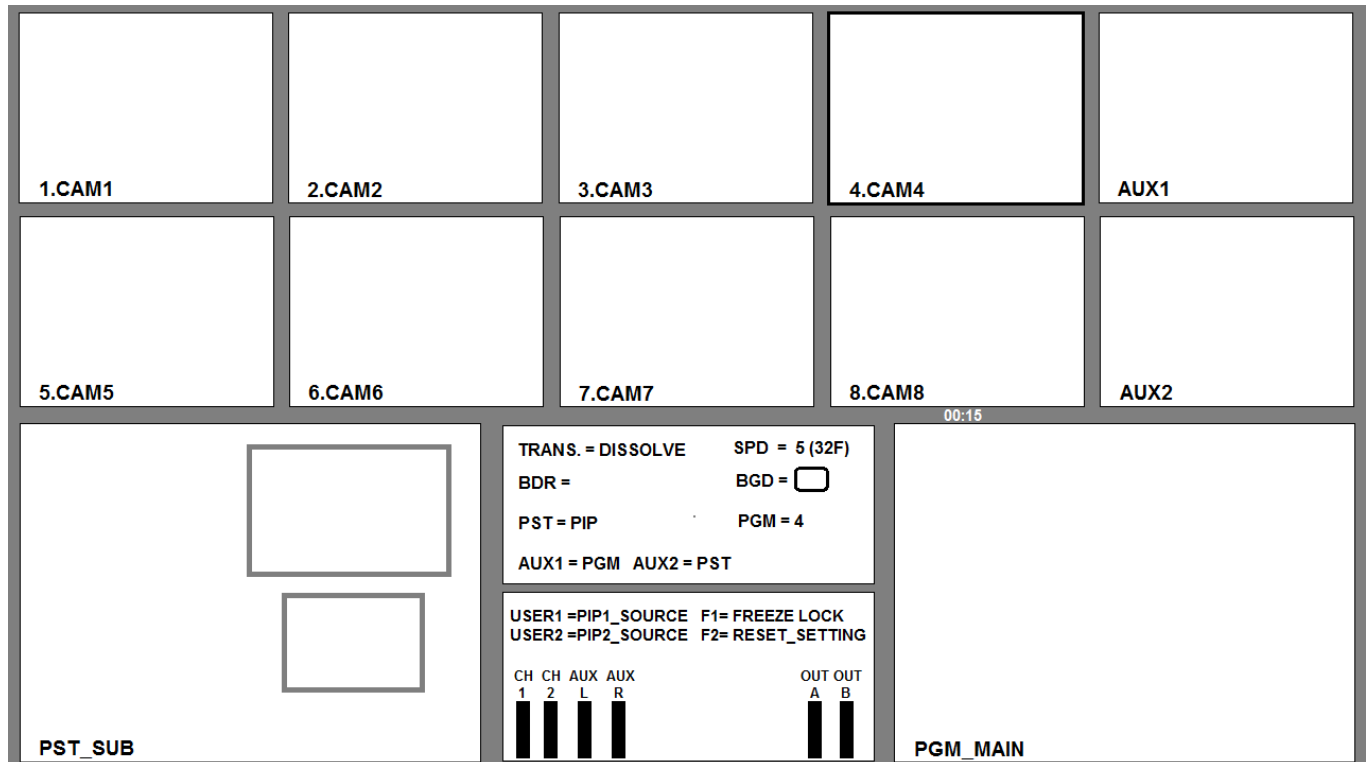 1.CAM1
2.CAM2
3.CAM3
4.CAM4
AUX1
5.CAM5
6.CAM6
7.CAM7
8.CAM8
AUX2
00:15
TRANS. = DISSOLVE SPD = 5 (32F)
BDR = BGD =
PST = PIP PGM = 4
AUX1 = PGM AUX2 = PST
USER1 =PIP1_SOURCE F1= FREEZE LOCK
USER2 =PIP2_SOURCE F2= RESET_SETTING
CH CH AUX AUX OUT OUT
1 2 L R A B
PST_SUB
PGM_MAIN